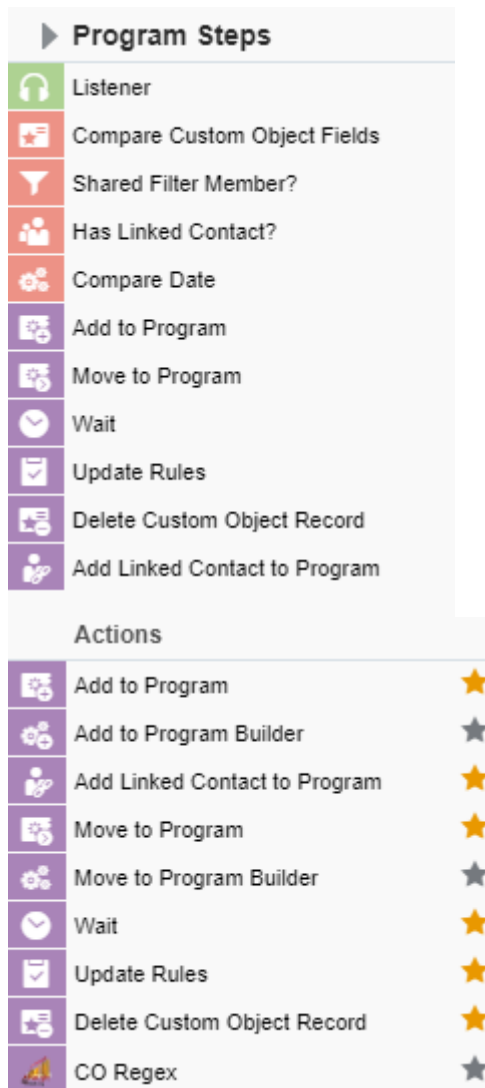 Program Steps
Listener
Compare Custom Object Fields
Shared Filter Member?
Has Linked Contact?
Compare Date
Add to Program
Move to Program
Wait
Update Rules
Delete Custom Object Record
Add Linked Contact to Program
Actions
Add to Program
Add to Program Builder
Add Linked Contact to Program
Move to Program
Move to Program Builder
Wait
Update Rules
Delete Custom Object Record
CO Regex